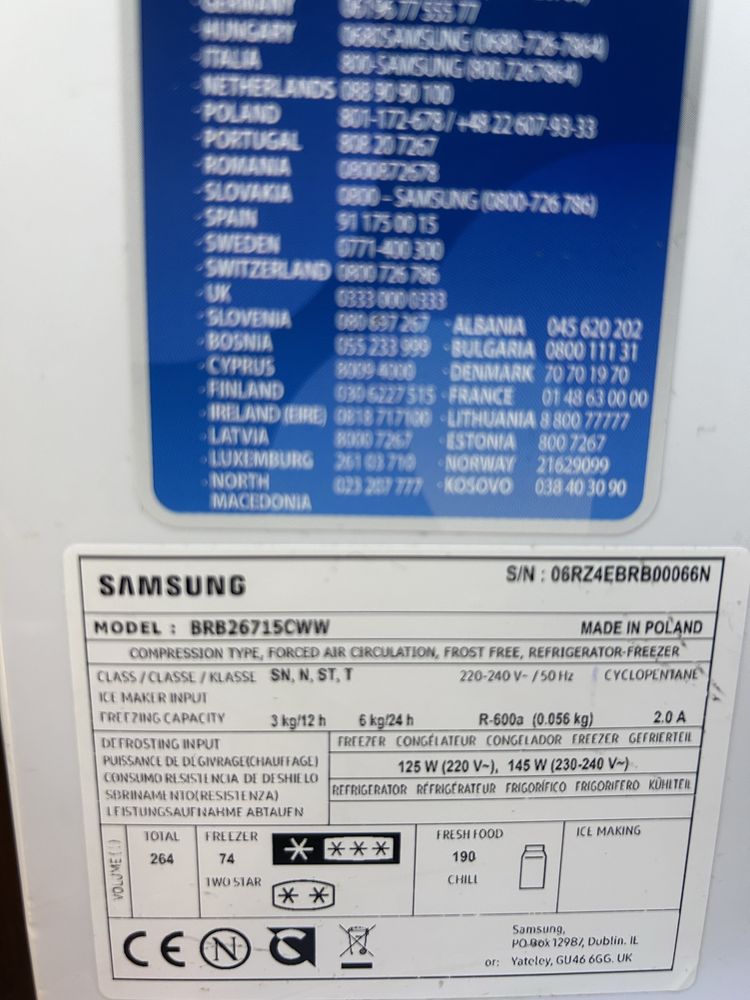 GERMANY 06196 77 555 77
HUNGARY 0680SAMSUNG (0680-726-7864)
ITALIA 800-SAMSUNG (800.7267864)
NETHERLANDS 088 90 90 100
POLAND 801-172-678 / +48 22 607-93-33
PORTUGAL 808 20 7267
ROMANIA 0800872678
SLOVAKIA 0800 - SAMSUNG (0800-726 786)
SPAIN 91 175 00 15
SWEDEN 0771-400 300
SWITZERLAND 0800 726 786
UK 0333 000 0333
SLOVENIA 080 697 267 · ALBANIA 045 620 202
BOSNIA 055 233 999 · BULGARIA 0800 111 31
CYPRUS 8009 4000 · DENMARK 70 70 19 70
FINLAND 030 6227 515 · FRANCE 01 48 63 00 00
IRELAND (EIRE) 0818 717100 · LITHUANIA 8 800 77777
LATVIA 8000 7267 · ESTONIA 800 7267
LUXEMBURG 261 03 710 · NORWAY 21629099
NORTH MACEDONIA 023 207 777 · KOSOVO 038 40 30 90
SAMSUNG S/N : 06RZ4EBRB00066N
MODEL : BRB26715CWW MADE IN POLAND
COMPRESSION TYPE, FORCED AIR CIRCULATION, FROST FREE, REFRIGERATOR-FREEZER
CLASS / CLASSE / KLASSE SN, N, ST, T 220-240 V~ / 50 Hz CYCLOPENTANE
ICE MAKER INPUT
FREEZING CAPACITY 3 kg/12 h 6 kg/24 h R-600a (0.056 kg) 2.0 A
DEFROSTING INPUT
PUISSANCE DE DÉGIVRAGE(CHAUFFAGE)
CONSUMO RESISTENCIA DE DESHIELO
SBRINAMENTO(RESISTENZA)
LEISTUNGSAUFNAHME ABTAUEN
FREEZER CONGÉLATEUR CONGELADOR FREEZER GEFRIERTEIL
125 W (220 V~), 145 W (230-240 V~)
REFRIGERATOR RÉFRIGÉRATEUR FRIGORÍFICO FRIGORIFERO KÜHLTEIL
VOLUME (L)
TOTAL FREEZER FRESH FOOD ICE MAKING
264 74 190
TWO STAR CHILL
CE N
Samsung,
PO Box 12987, Dublin. IL
or: Yateley, GU46 6GG. UK